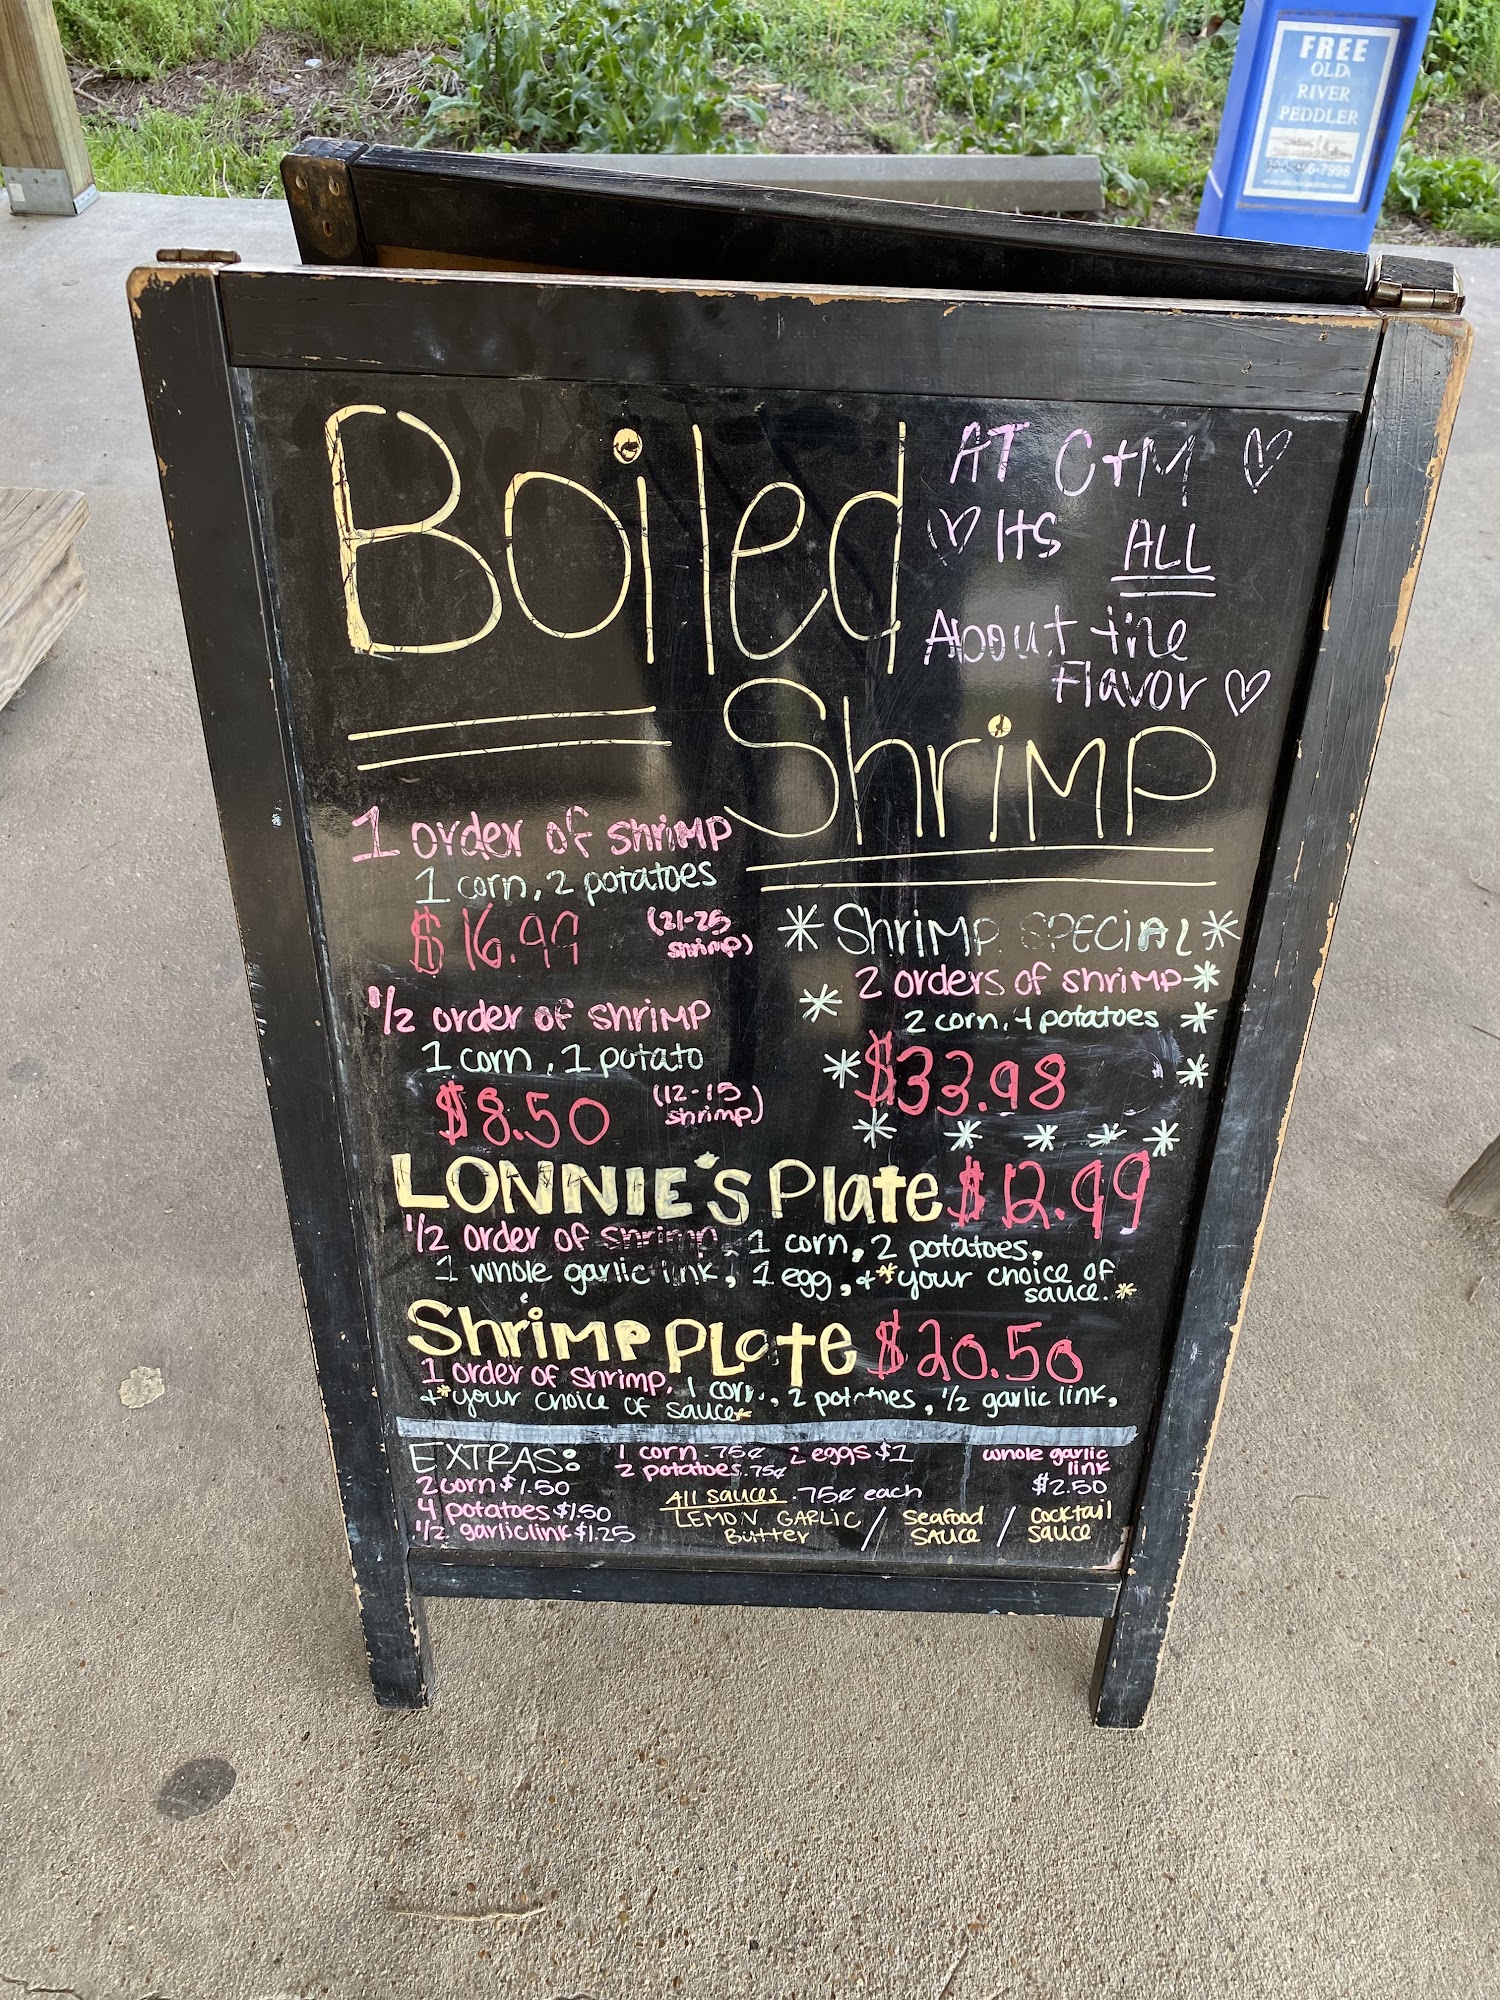 FREE
OLD
RIVER
PEDDLER
Boiled
Shrimp
AT C+M
Its ALL
About the
Flavor
1 order of shrimp
1 corn, 2 potatoes
$16.99
(21-25
shrimp)
1/2 order of shrimp
1 corn, 1 potato
$8.50
(12-15
shrimp)
*Shrimp SPECIAL*
2 orders of shrimp*
* 2 corn, 4 potatoes *
*$33.98 *
* * * * *
LONNIE'S Plate $12.99
1/2 order of shrimp, 1 corn, 2 potatoes,
1 whole garlic link, 1 egg, + *your choice of
sauce.*
Shrimp PLate $20.50
1 order of shrimp, 1 corn, 2 potatoes, 1/2 garlic link,
+ *your choice of sauce*
EXTRAS:
2 corn $1.50
4 potatoes $1.50
1/2 garlic link $1.25
1 corn .75¢ 2 eggs $1
2 potatoes .75¢
whole garlic
link
$2.50
All sauces .75¢ each
LEMON GARLIC
Butter
/ Seafood
SAUCE
/ Cocktail
sauce